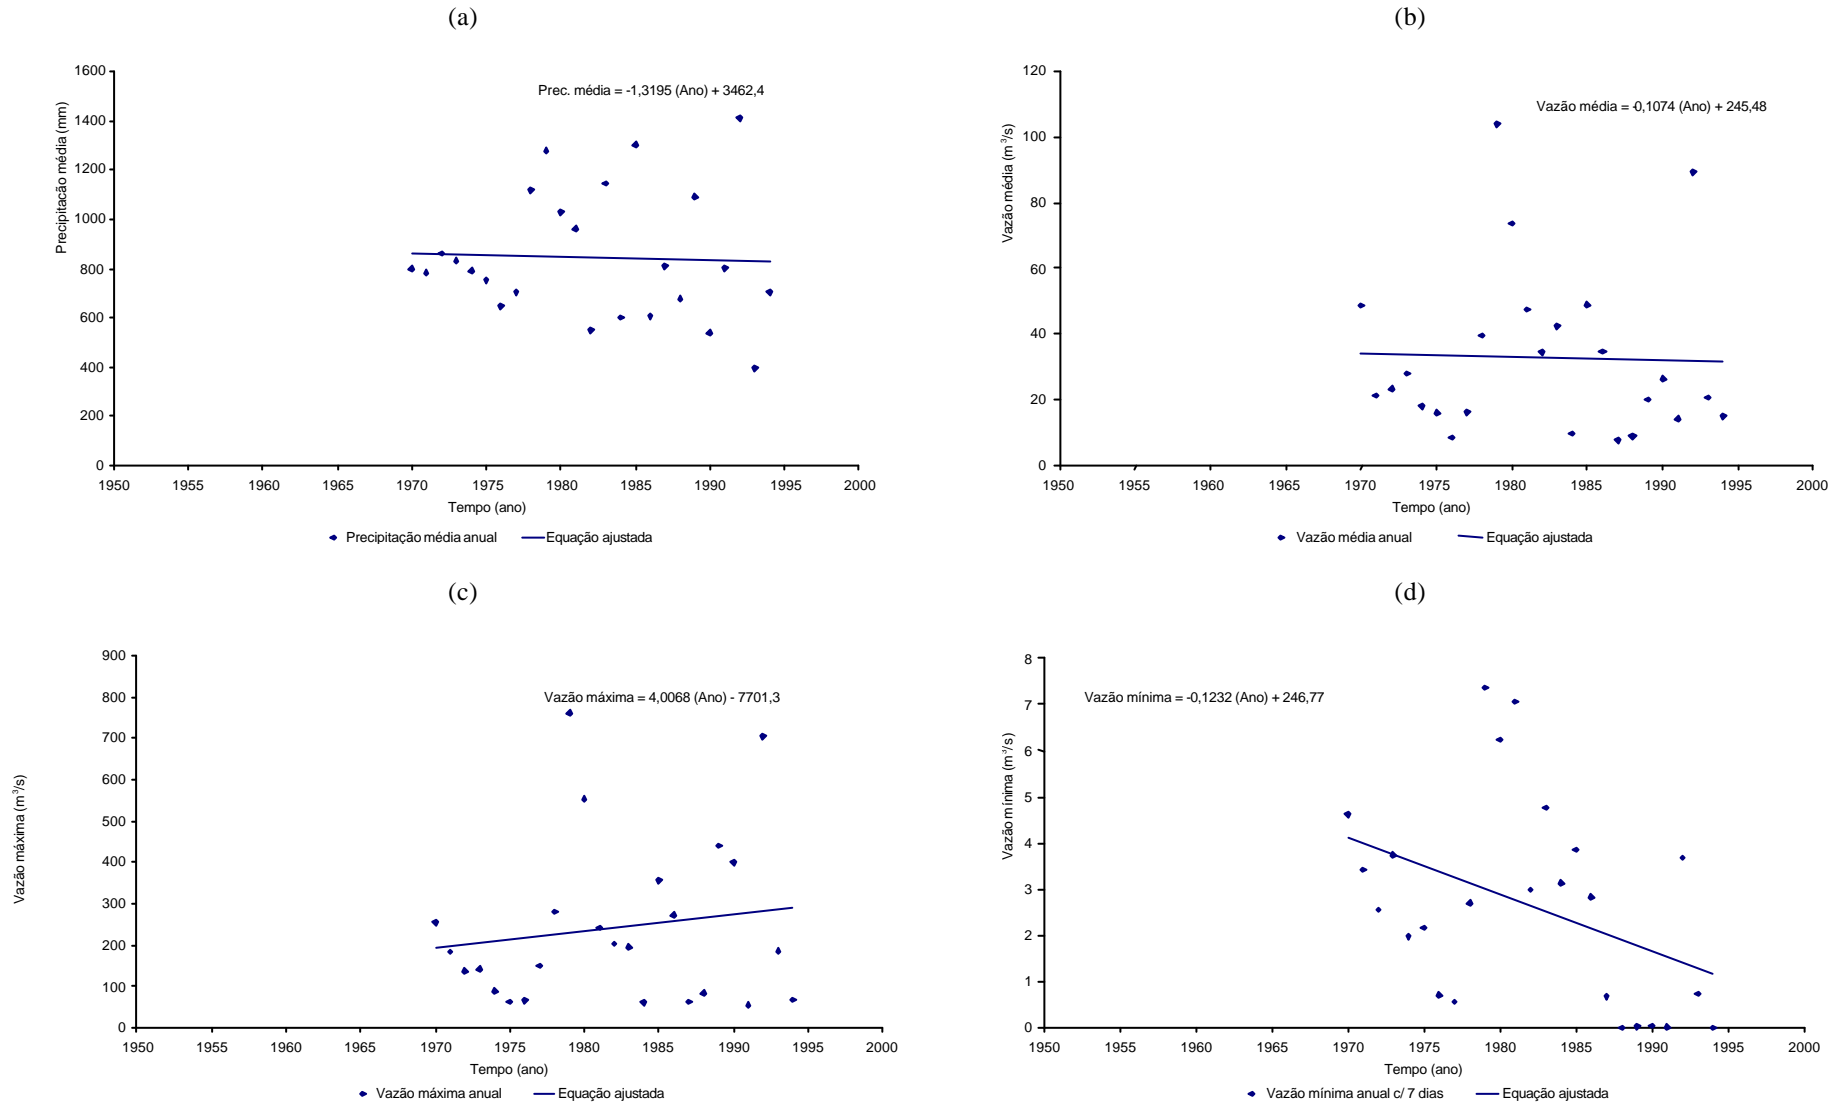 (a)
Prec. média = -1,3195 (Ano) + 3462,4
Precipitação média (mm)
1600
1400
1200
1000
800
600
400
200
0
1950 1955 1960 1965 1970 1975 1980 1985 1990 1995 2000
Tempo (ano)
Precipitação média anual Equação ajustada
(b)
Vazão média = -0,1074 (Ano) + 245,48
Vazão média (m³/s)
120
100
80
60
40
20
0
1950 1955 1960 1965 1970 1975 1980 1985 1990 1995 2000
Tempo (ano)
Vazão média anual Equação ajustada
(c)
Vazão máxima = 4,0068 (Ano) - 7701,3
Vazão máxima (m³/s)
900
800
700
600
500
400
300
200
100
0
1950 1955 1960 1965 1970 1975 1980 1985 1990 1995 2000
Tempo (ano)
Vazão máxima anual Equação ajustada
(d)
Vazão mínima = -0,1232 (Ano) + 246,77
Vazão mínima (m³/s)
8
7
6
5
4
3
2
1
0
1950 1955 1960 1965 1970 1975 1980 1985 1990 1995 2000
Tempo (ano)
Vazão mínima anual c/ 7 dias Equação ajustada